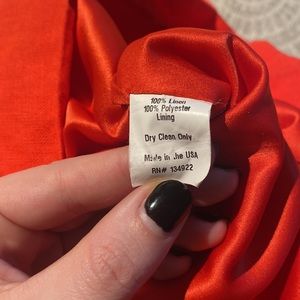 100% Linen
100% Polyester
Lining
Dry Clean Only
Made in the USA
RN# 134922